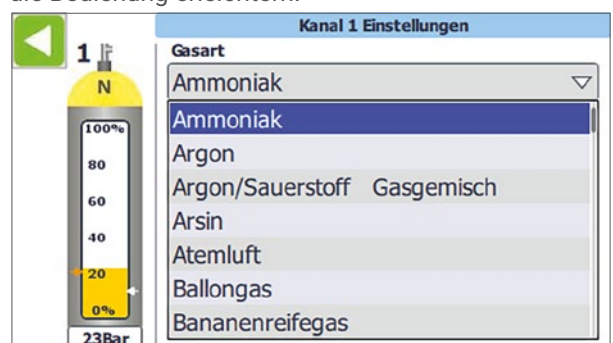 Kanal 1 Einstellungen
1
Gasart
N
Ammoniak
100%
80
60
40
20
0%
23Bar
Ammoniak
Argon
Argon/Sauerstoff Gasgemisch
Arsin
Atemluft
Ballongas
Bananenreifegas